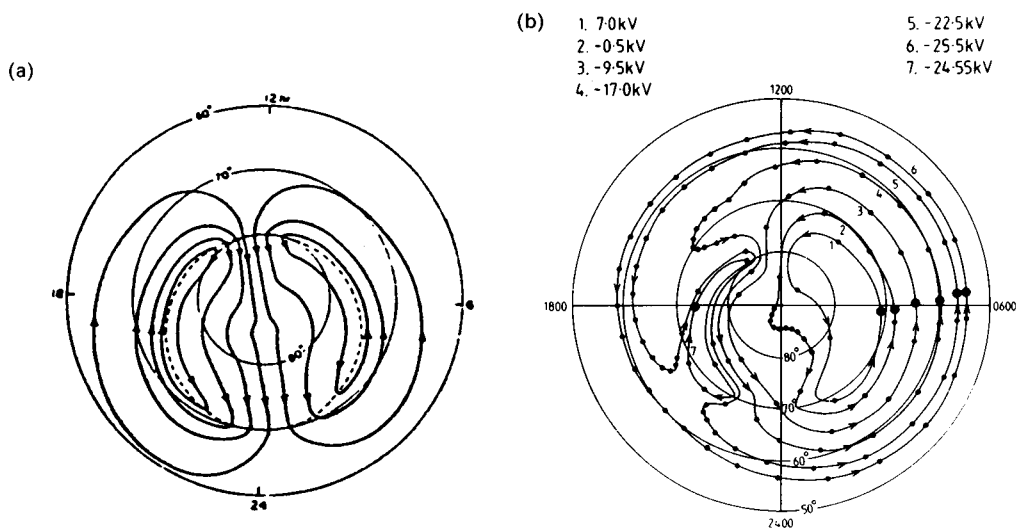 (a)
12 hr
60°
70°
80°
18
6
24
(b)
1. 7·0kV
2. -0·5kV
3. -9·5kV
4. -17·0kV
5. -22·5kV
6. -25·5kV
7. -24·55kV
1200
6
5
4
3
2
1
1800
0600
7
80°
70°
60°
50°
2400